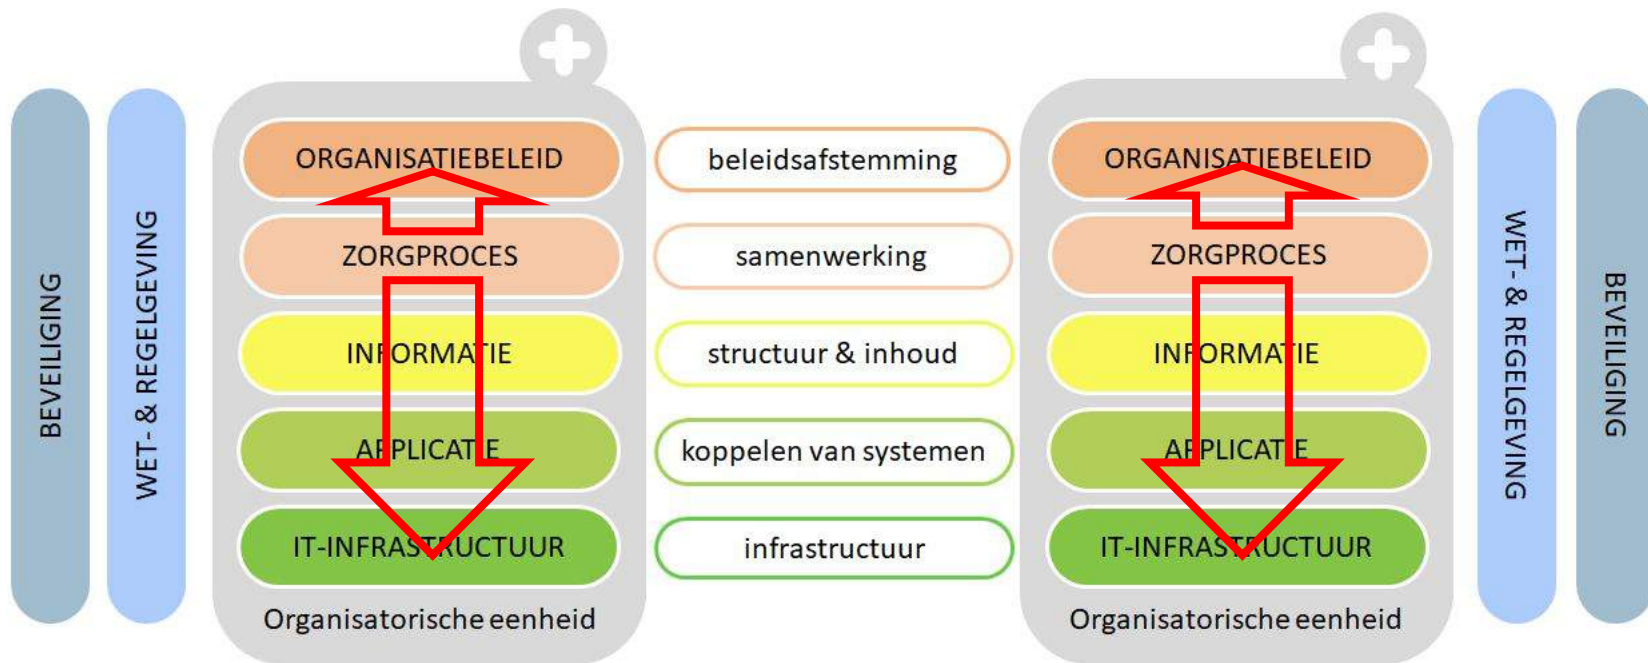 BEVEILIGING
WET- & REGELGEVING
ORGANISATIEBELEID
ZORGPROCES
INFORMATIE
APPLICATIE
IT-INFRASTRUCTUUR
Organisatorische eenheid
beleidsafstemming
samenwerking
structuur & inhoud
koppelen van systemen
infrastructuur
ORGANISATIEBELEID
ZORGPROCES
INFORMATIE
APPLICATIE
IT-INFRASTRUCTUUR
Organisatorische eenheid
WET- & REGELGEVING
BEVEILIGING